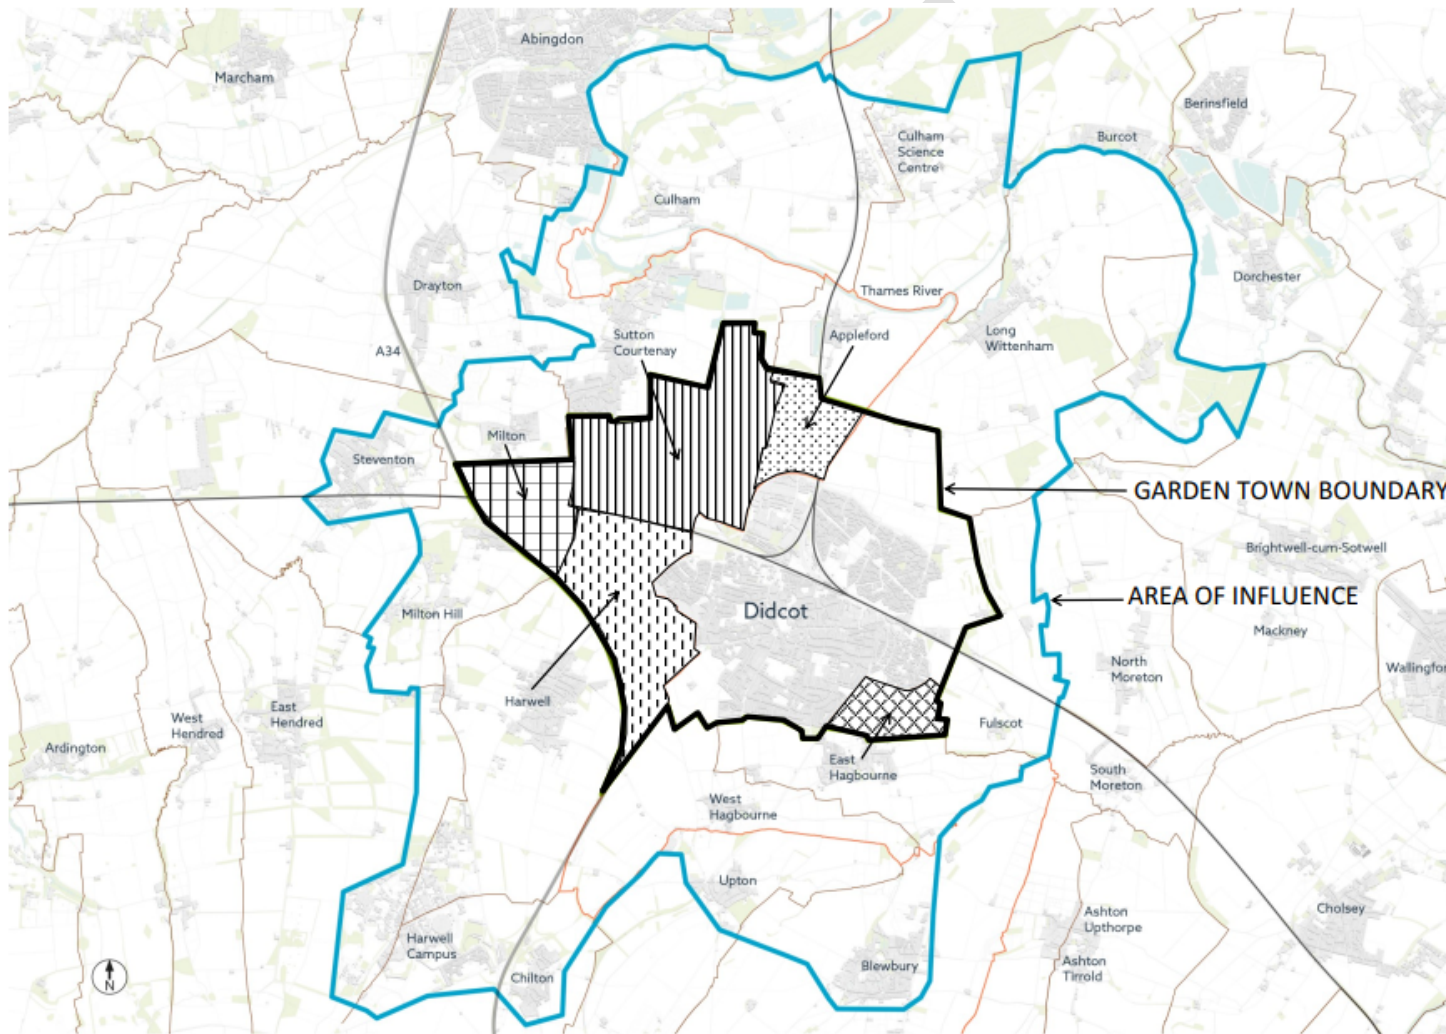 Abingdon
Marcham
Berinsfield
Burcot
Culham
Science
Centre
Culham
Drayton
Dorchester
Thames River
Sutton
Courtenay
Appleford
Long
Wittenham
A34
Milton
Steventon
GARDEN TOWN BOUNDARY
Brightwell-cum-Sotwell
AREA OF INFLUENCE
Milton Hill
Didcot
Mackney
North
Moreton
Wallingfor
Harwell
East
Hendred
West
Hendred
Ardington
Fulscot
East
Hagbourne
South
Moreton
West
Hagbourne
Upton
Cholsey
Ashton
Upthorpe
Harwell
Campus
Blewbury
Ashton
Tirrold
Chilton
N